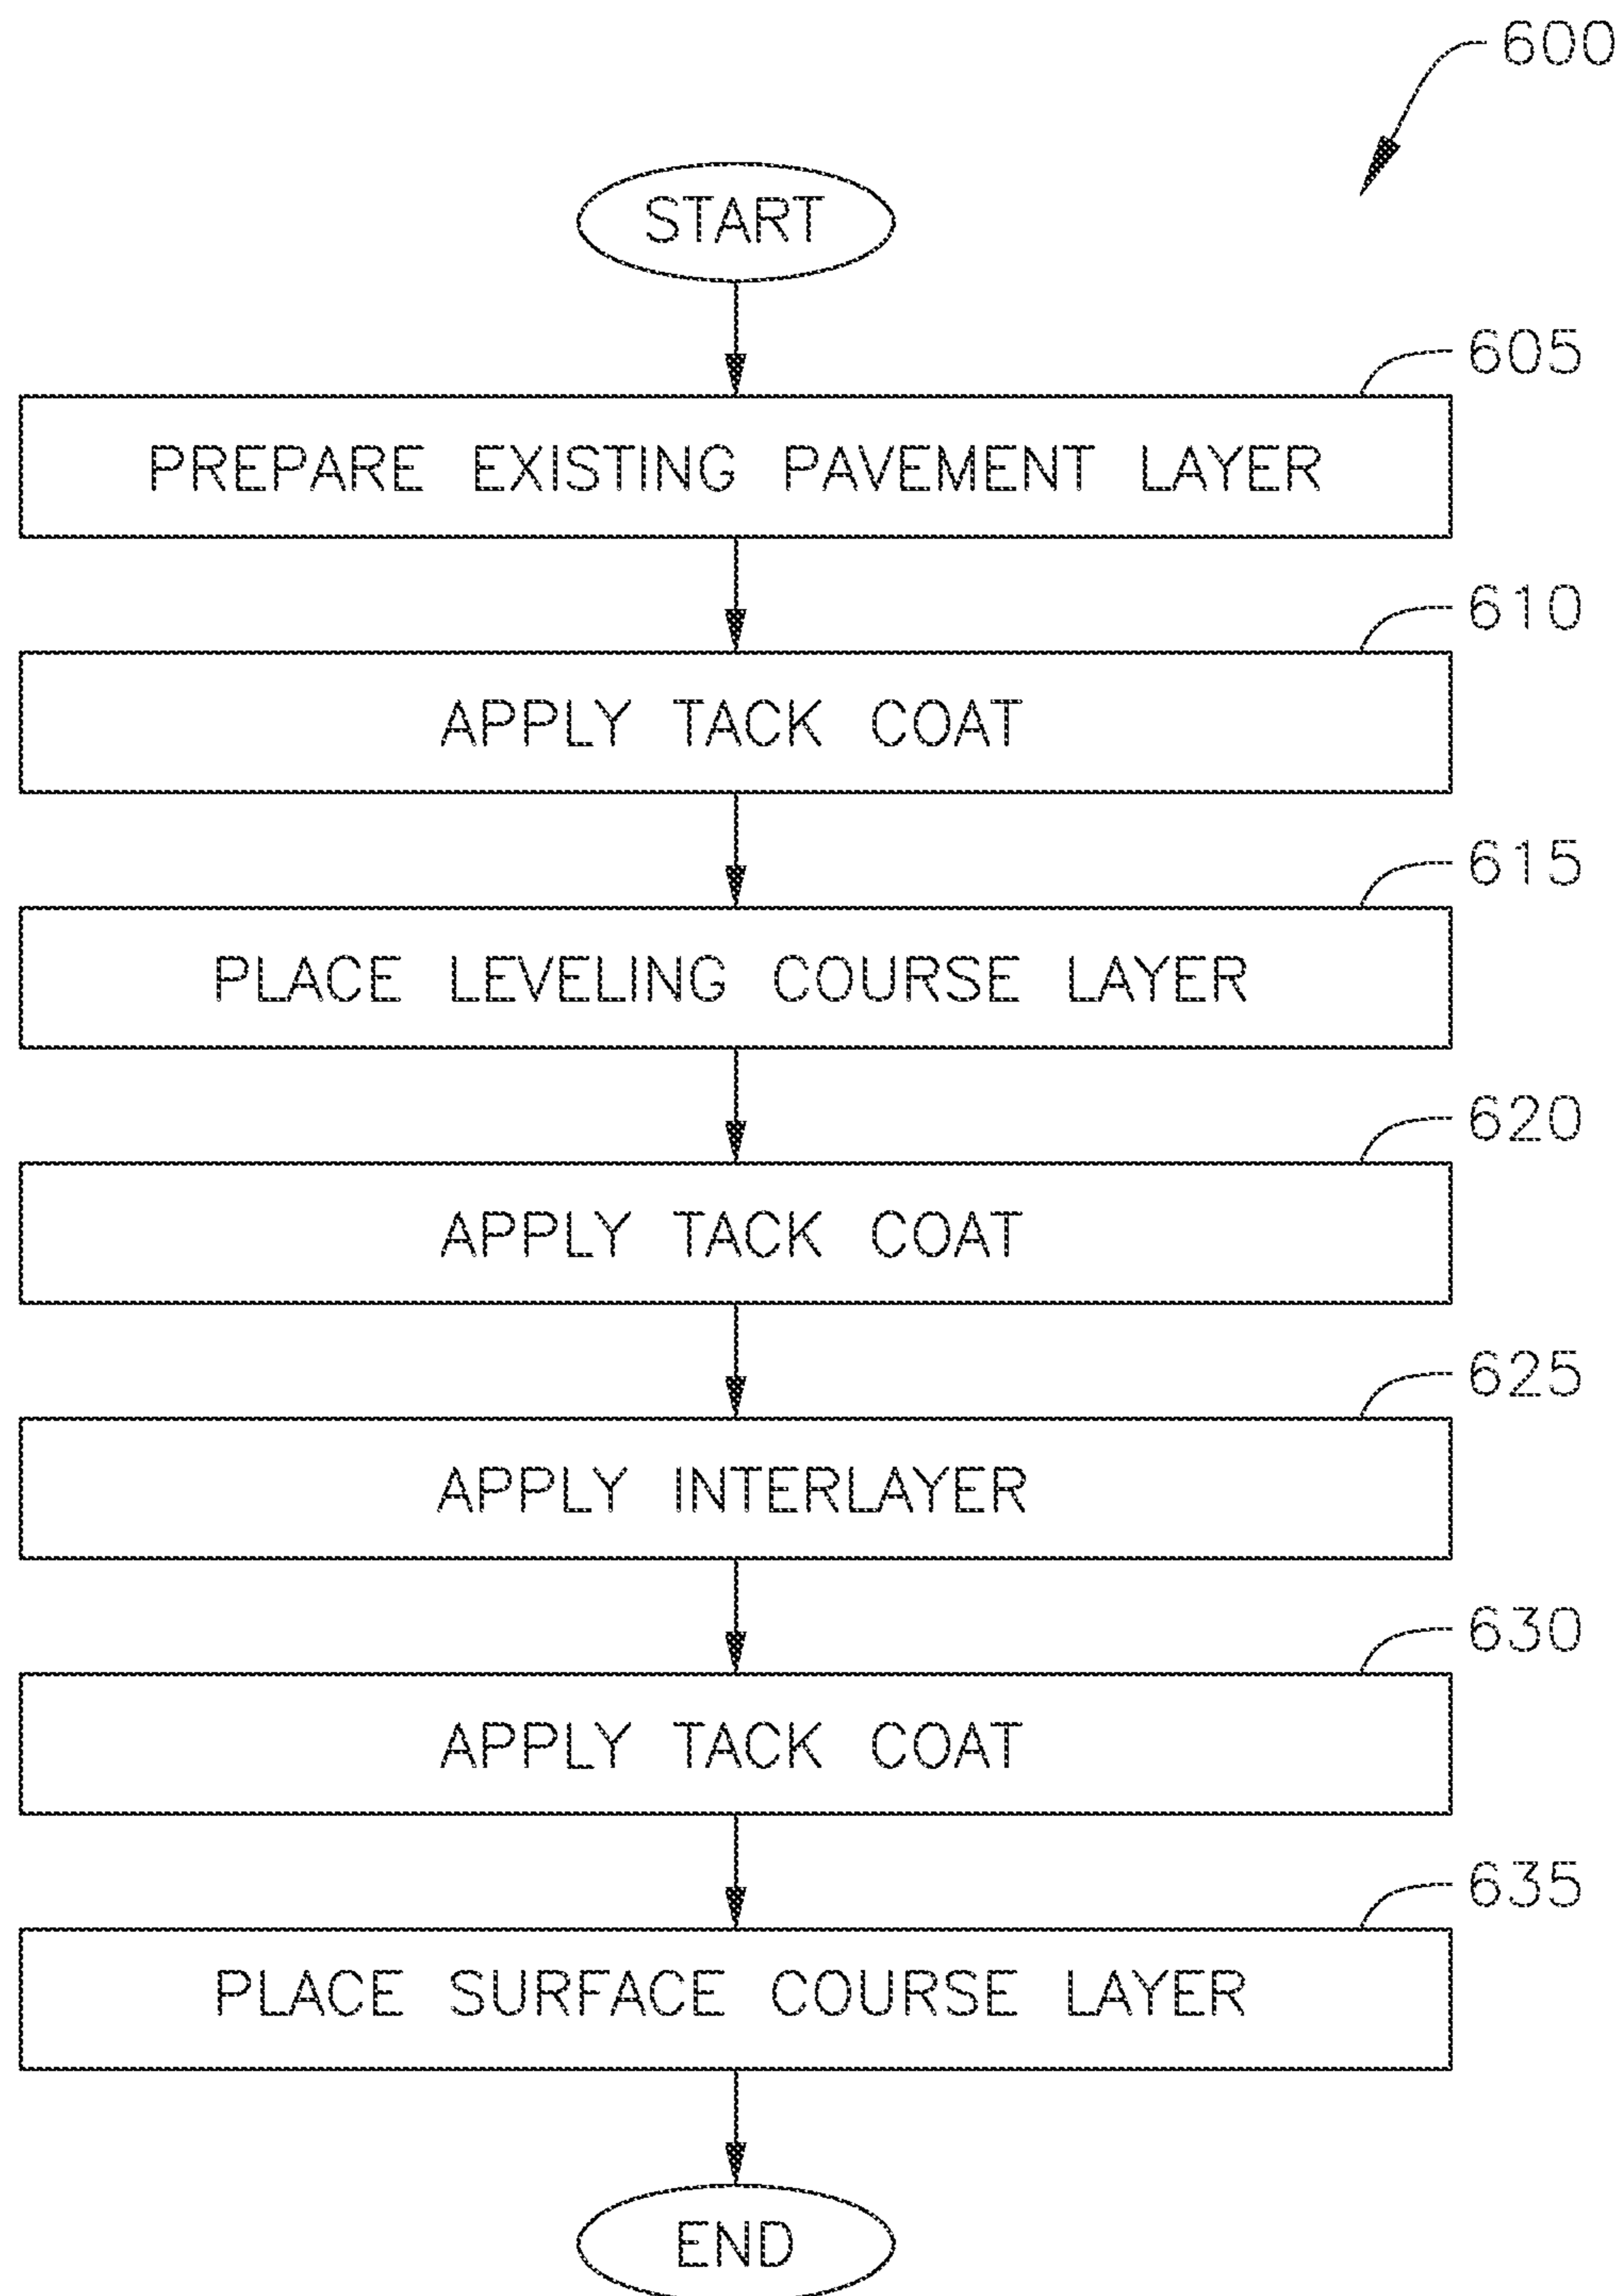 600
START
605
PREPARE EXISTING PAVEMENT LAYER
610
APPLY TACK COAT
615
PLACE LEVELING COURSE LAYER
620
APPLY TACK COAT
625
APPLY INTERLAYER
630
APPLY TACK COAT
635
PLACE SURFACE COURSE LAYER
END